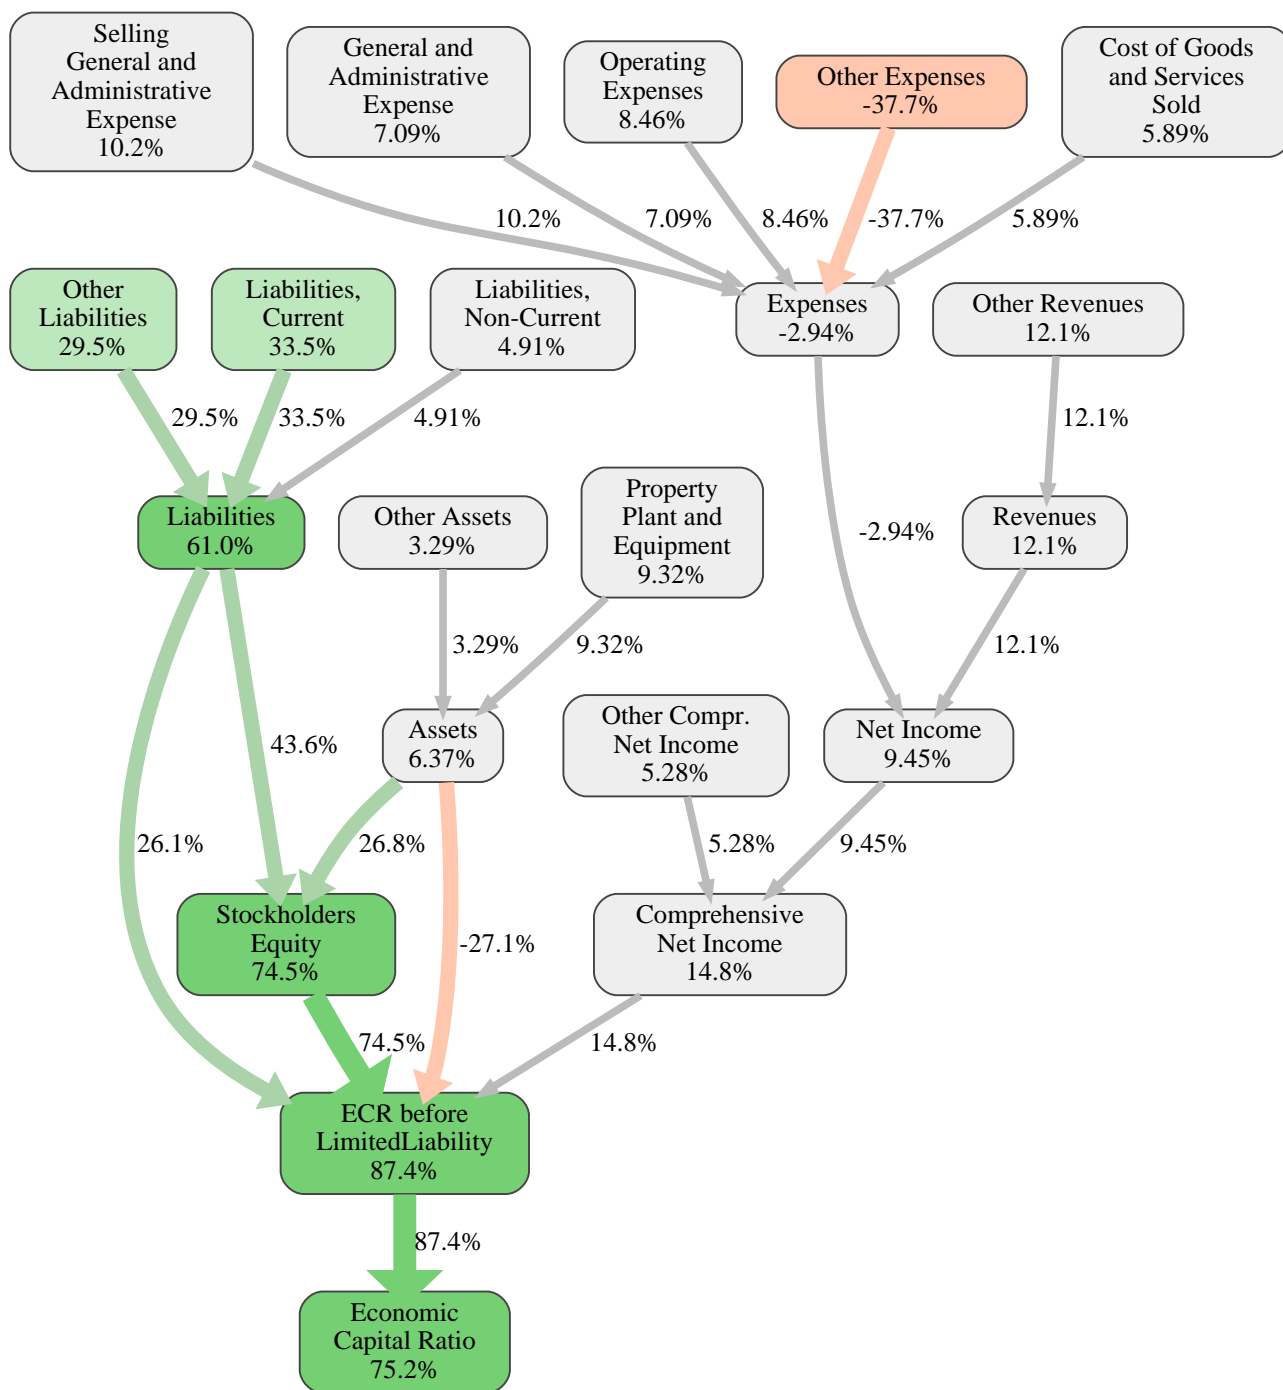 Selling
General and
Administrative
Expense
10.2%
General and
Administrative
Expense
7.09%
Operating
Expenses
8.46%
Other Expenses
-37.7%
Cost of Goods
and Services
Sold
5.89%
10.2%
7.09%
8.46%
-37.7%
5.89%
Other
Liabilities
29.5%
Liabilities,
Current
33.5%
Liabilities,
Non-Current
4.91%
Expenses
-2.94%
Other Revenues
12.1%
29.5%
33.5%
4.91%
12.1%
Liabilities
61.0%
Other Assets
3.29%
Property
Plant and
Equipment
9.32%
-2.94%
Revenues
12.1%
3.29%
9.32%
12.1%
43.6%
Assets
6.37%
Other Compr.
Net Income
5.28%
Net Income
9.45%
26.1%
26.8%
5.28%
9.45%
Stockholders
Equity
74.5%
-27.1%
Comprehensive
Net Income
14.8%
74.5%
14.8%
ECR before
LimitedLiability
87.4%
87.4%
Economic
Capital Ratio
75.2%